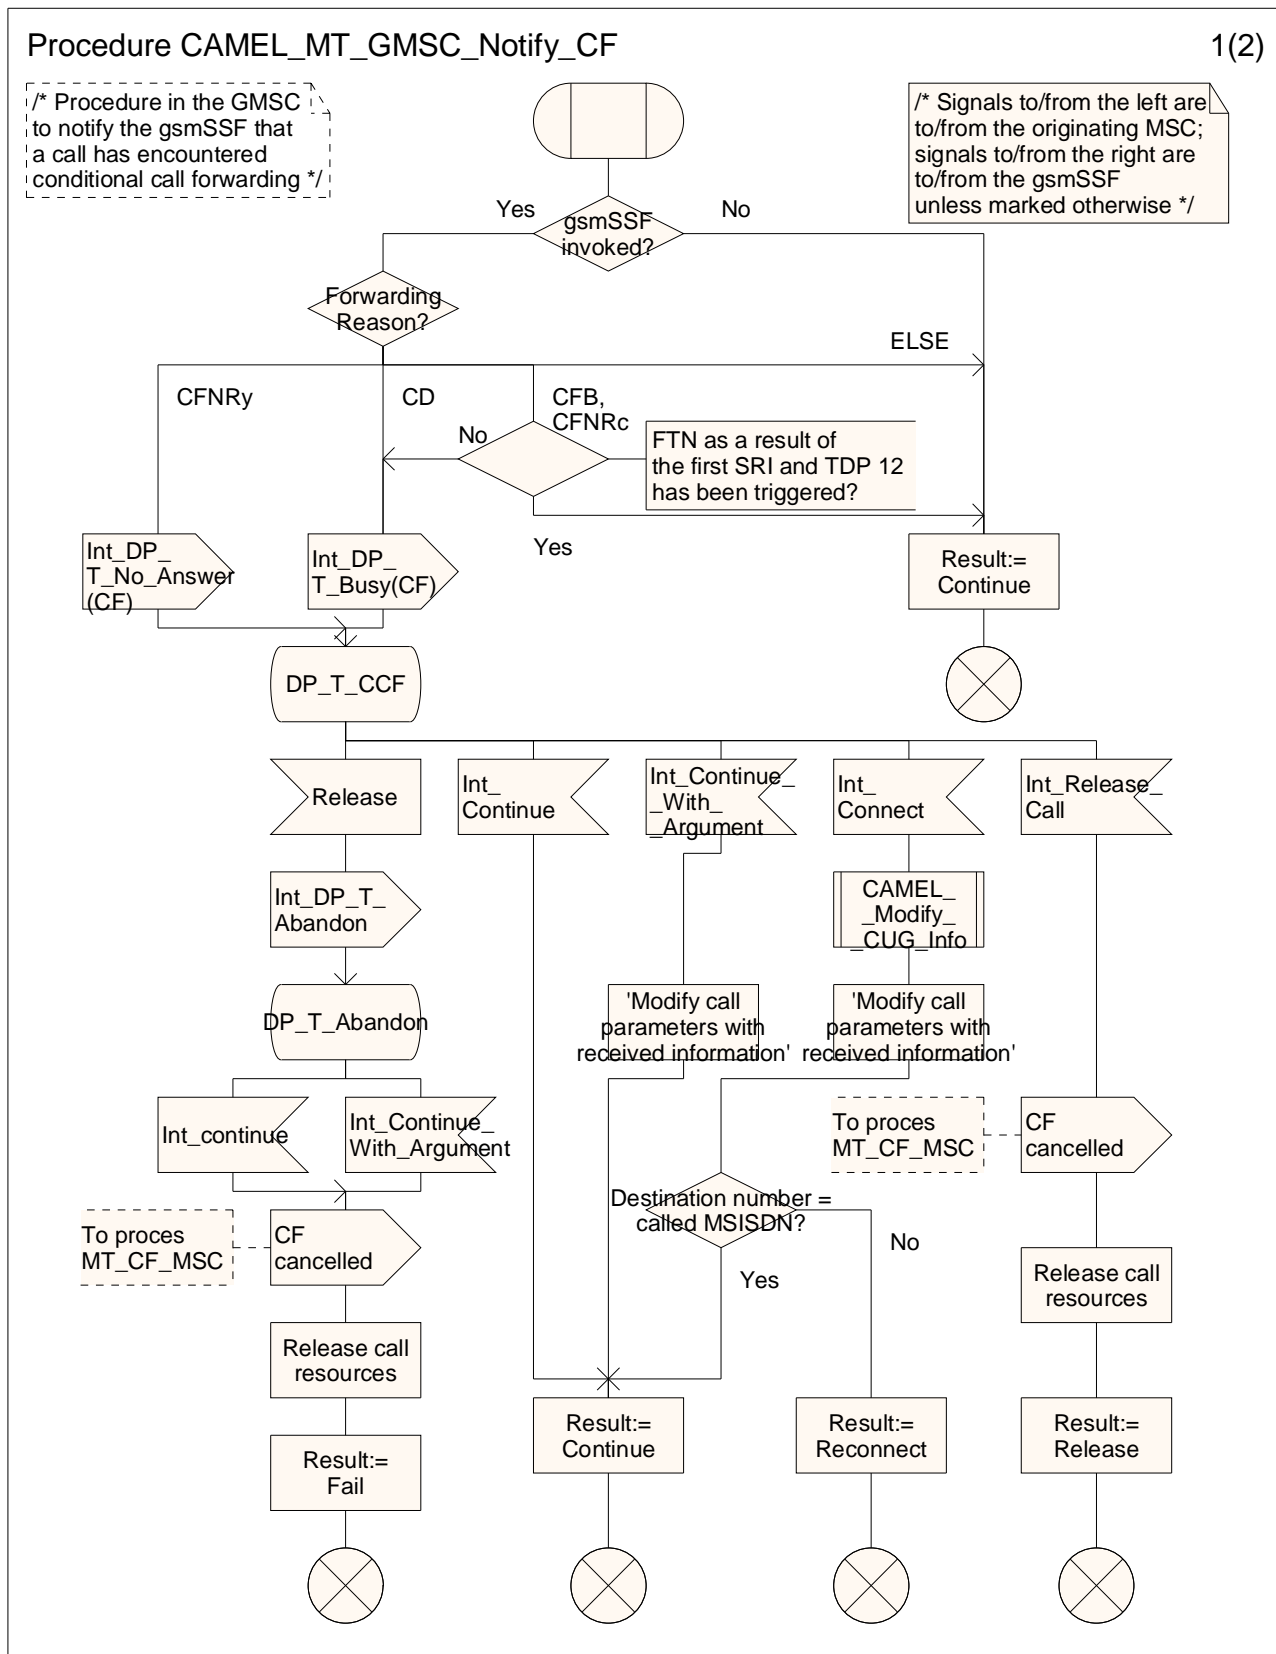 Procedure CAMEL_MT_GMSC_Notify_CF
1(2)
/* Procedure in the GMSC
to notify the gsmSSF that
a call has encountered
conditional call forwarding */
/* Signals to/from the left are
to/from the originating MSC;
signals to/from the right are
to/from the gsmSSF
unless marked otherwise */
Yes
gsmSSF
invoked?
No
Forwarding
Reason?
ELSE
CFNRy
CD
CFB,
CFNRc
No
FTN as a result of
the first SRI and TDP 12
has been triggered?
Yes
Int_DP_
T_No_Answer
(CF)
Int_DP_
T_Busy(CF)
Result:=
Continue
DP_T_CCF
Release
Int_
Continue
Int_Continue_
_With_
_Argument
Int_
Connect
Int_Release_
Call
Int_DP_T_
Abandon
CAMEL_
_Modify_
_CUG_Info
DP_T_Abandon
'Modify call
parameters with
received information'
'Modify call
parameters with
received information'
Int_continue
Int_Continue_
With_Argument
To proces
MT_CF_MSC
CF
cancelled
Destination number =
called MSISDN?
No
Yes
To proces
MT_CF_MSC
CF
cancelled
Release call
resources
Release call
resources
Result:=
Fail
Result:=
Continue
Result:=
Reconnect
Result:=
Release